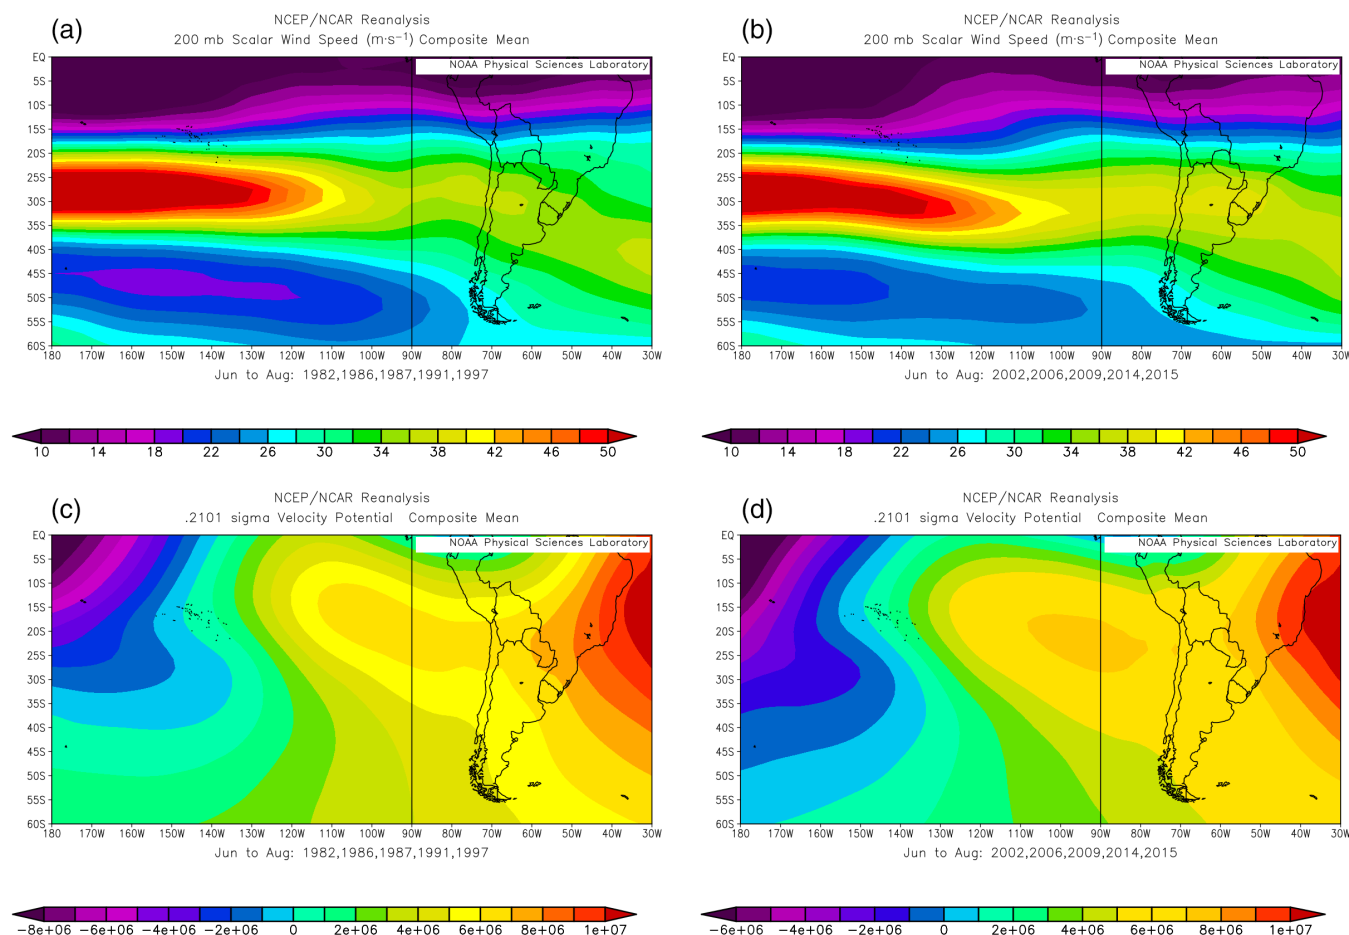 (a)
NCEP/NCAR Reanalysis
200 mb Scalar Wind Speed (m·s⁻¹) Composite Mean
NOAA Physical Sciences Laboratory
EQ
5S
10S
15S
20S
25S
30S
35S
40S
45S
50S
55S
60S
180 170W 160W 150W 140W 130W 120W 110W 100W 90W 80W 70W 60W 50W 40W 30W
Jun to Aug: 1982,1986,1987,1991,1997
10 14 18 22 26 30 34 38 42 46 50
(b)
NCEP/NCAR Reanalysis
200 mb Scalar Wind Speed (m·s⁻¹) Composite Mean
NOAA Physical Sciences Laboratory
EQ
5S
10S
15S
20S
25S
30S
35S
40S
45S
50S
55S
60S
180 170W 160W 150W 140W 130W 120W 110W 100W 90W 80W 70W 60W 50W 40W 30W
Jun to Aug: 2002,2006,2009,2014,2015
10 14 18 22 26 30 34 38 42 46 50
(c)
NCEP/NCAR Reanalysis
.2101 sigma Velocity Potential Composite Mean
NOAA Physical Sciences Laboratory
EQ
5S
10S
15S
20S
25S
30S
35S
40S
45S
50S
55S
60S
180 170W 160W 150W 140W 130W 120W 110W 100W 90W 80W 70W 60W 50W 40W 30W
Jun to Aug: 1982,1986,1987,1991,1997
−8e+06 −6e+06 −4e+06 −2e+06 0 2e+06 4e+06 6e+06 8e+06 1e+07
(d)
NCEP/NCAR Reanalysis
.2101 sigma Velocity Potential Composite Mean
NOAA Physical Sciences Laboratory
EQ
5S
10S
15S
20S
25S
30S
35S
40S
45S
50S
55S
60S
180 170W 160W 150W 140W 130W 120W 110W 100W 90W 80W 70W 60W 50W 40W 30W
Jun to Aug: 2002,2006,2009,2014,2015
−6e+06 −4e+06 −2e+06 0 2e+06 4e+06 6e+06 8e+06 1e+07